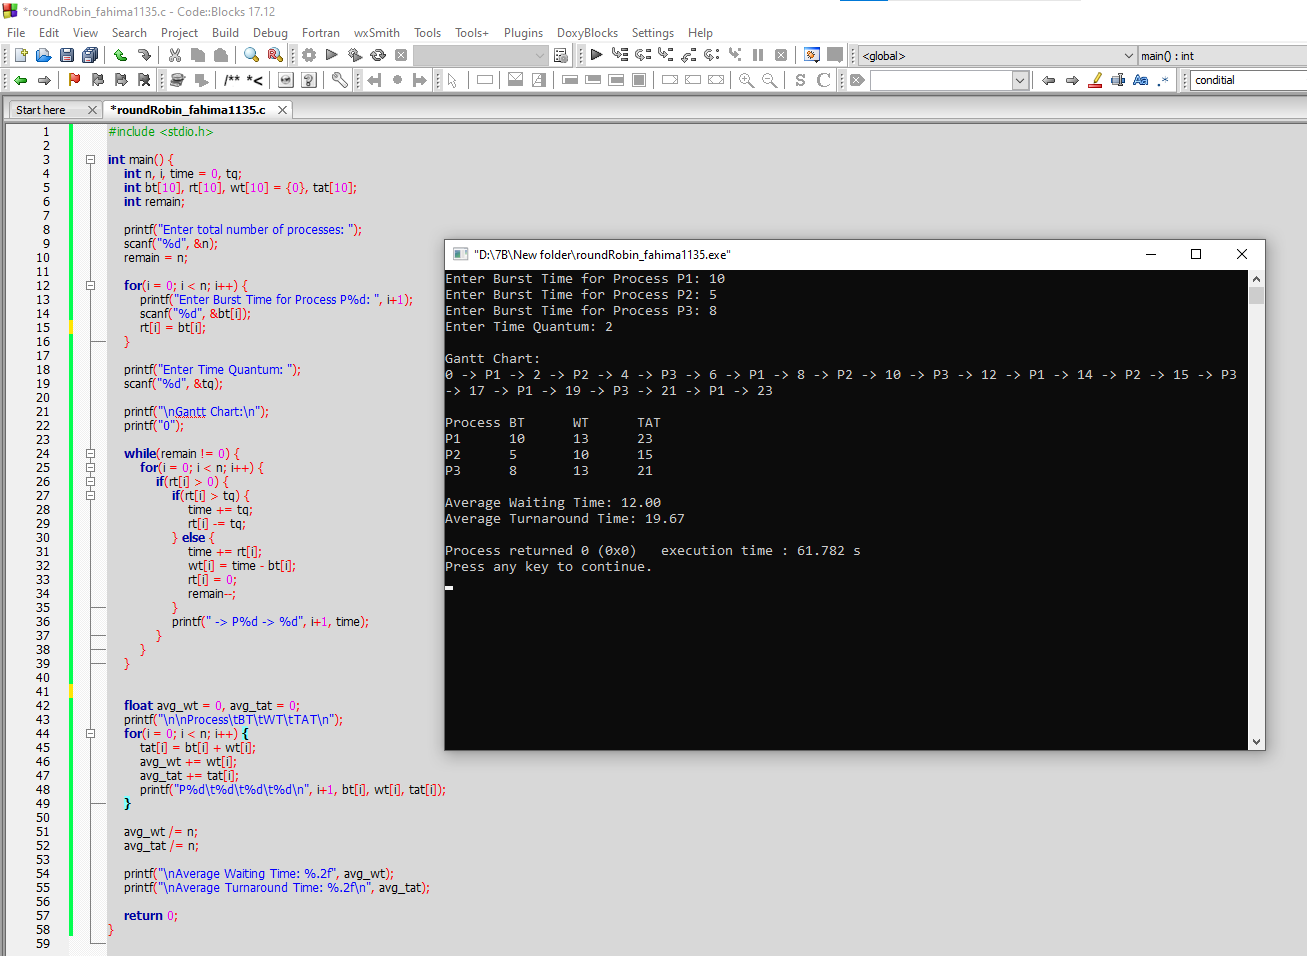 *roundRobin_fahima1135.c - Code::Blocks 17.12
File Edit View Search Project Build Debug Fortran wxSmith Tools Tools+ Plugins DoxyBlocks Settings Help
<global> main() : int
/** *< S C Aa .* conditial
Start here *roundRobin_fahima1135.c
1 #include <stdio.h>
2
3 int main() {
4 int n, i, time = 0, tq;
5 int bt[10], rt[10], wt[10] = {0}, tat[10];
6 int remain;
7
8 printf("Enter total number of processes: ");
9 scanf("%d", &n);
10 remain = n;
11
12 for(i = 0; i < n; i++) {
13 printf("Enter Burst Time for Process P%d: ", i+1);
14 scanf("%d", &bt[i]);
15 rt[i] = bt[i];
16 }
17
18 printf("Enter Time Quantum: ");
19 scanf("%d", &tq);
20
21 printf("\nGantt Chart:\n");
22 printf("0");
23
24 while(remain != 0) {
25 for(i = 0; i < n; i++) {
26 if(rt[i] > 0) {
27 if(rt[i] > tq) {
28 time += tq;
29 rt[i] -= tq;
30 } else {
31 time += rt[i];
32 wt[i] = time - bt[i];
33 rt[i] = 0;
34 remain--;
35 }
36 printf(" -> P%d -> %d", i+1, time);
37 }
38 }
39 }
40
41
42 float avg_wt = 0, avg_tat = 0;
43 printf("\n\nProcess\tBT\tWT\tTAT\n");
44 for(i = 0; i < n; i++) {
45 tat[i] = bt[i] + wt[i];
46 avg_wt += wt[i];
47 avg_tat += tat[i];
48 printf("P%d\t%d\t%d\t%d\n", i+1, bt[i], wt[i], tat[i]);
49 }
50
51 avg_wt /= n;
52 avg_tat /= n;
53
54 printf("\nAverage Waiting Time: %.2f", avg_wt);
55 printf("\nAverage Turnaround Time: %.2f\n", avg_tat);
56
57 return 0;
58 }
59
"D:\7B\New folder\roundRobin_fahima1135.exe"
Enter Burst Time for Process P1: 10
Enter Burst Time for Process P2: 5
Enter Burst Time for Process P3: 8
Enter Time Quantum: 2
Gantt Chart:
0 -> P1 -> 2 -> P2 -> 4 -> P3 -> 6 -> P1 -> 8 -> P2 -> 10 -> P3 -> 12 -> P1 -> 14 -> P2 -> 15 -> P3
-> 17 -> P1 -> 19 -> P3 -> 21 -> P1 -> 23
Process BT WT TAT
P1 10 13 23
P2 5 10 15
P3 8 13 21
Average Waiting Time: 12.00
Average Turnaround Time: 19.67
Process returned 0 (0x0) execution time : 61.782 s
Press any key to continue.